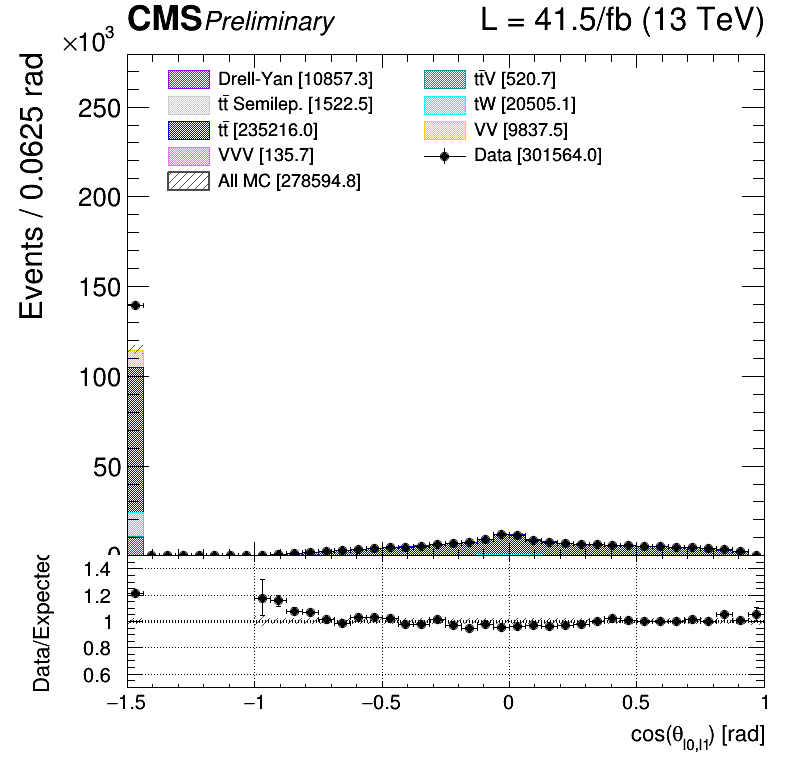 CMS Preliminary L = 41.5/fb (13 TeV)
×10³
Events / 0.0625 rad
Drell-Yan [10857.3]
tt̄ Semilep. [1522.5]
tt̄ [235216.0]
VVV [135.7]
All MC [278594.8]
tt̄V [520.7]
tW [20505.1]
VV [9837.5]
Data [301564.0]
250
200
150
100
50
0
Data/Expected
1.4
1.2
1
0.8
0.6
−1.5 −1 −0.5 0 0.5 1
cos(θl0,l1) [rad]